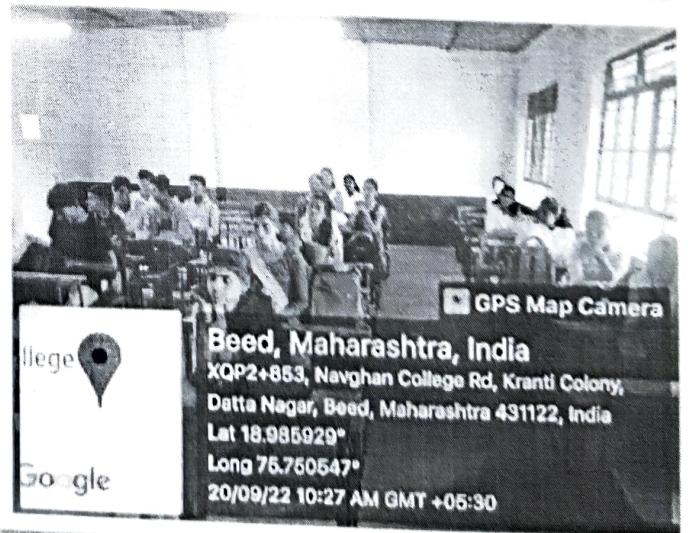 GPS Map Camera
llege
Google
Beed, Maharashtra, India
XQP2+853, Navghan College Rd, Kranti Colony,
Datta Nagar, Beed, Maharashtra 431122, India
Lat 18.985929°
Long 75.750547°
20/09/22 10:27 AM GMT +05:30